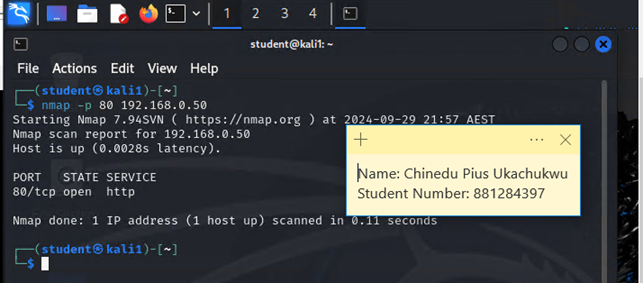 1 2 3 4
student@kali1: ~
File Actions Edit View Help
┌──(student㉿kali1)-[~]
└─$ nmap -p 80 192.168.0.50
Starting Nmap 7.94SVN ( https://nmap.org ) at 2024-09-29 21:57 AEST
Nmap scan report for 192.168.0.50
Host is up (0.0028s latency).
PORT STATE SERVICE
80/tcp open http
Nmap done: 1 IP address (1 host up) scanned in 0.11 seconds
┌──(student㉿kali1)-[~]
└─$
Name: Chinedu Pius Ukachukwu
Student Number: 881284397